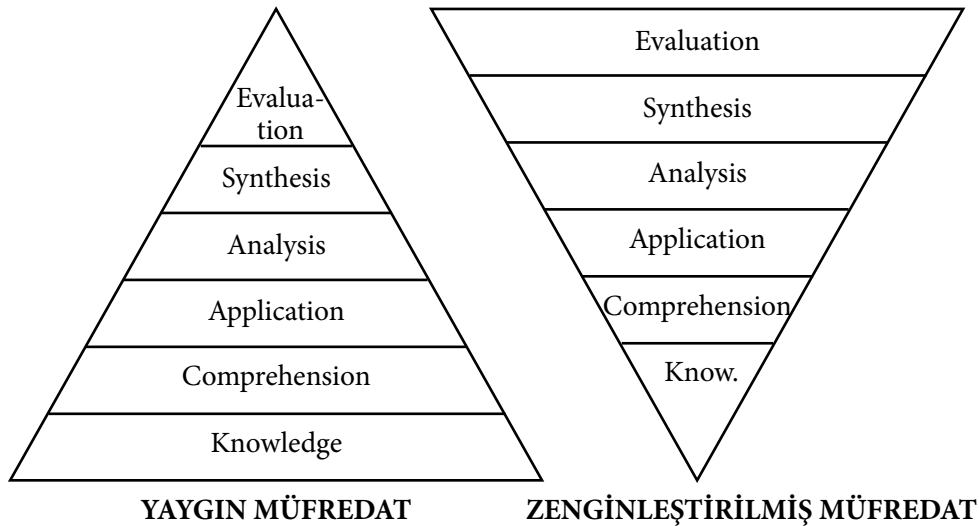 Evalua-
tion
Synthesis
Analysis
Application
Comprehension
Knowledge
YAYGIN MÜFREDAT
Evaluation
Synthesis
Analysis
Application
Comprehension
Know.
ZENGİNLEŞTİRİLMİŞ MÜFREDAT